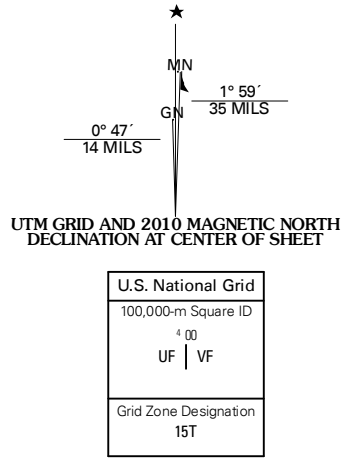 ★
MN
1° 59´
35 MILS
GN
0° 47´
14 MILS
UTM GRID AND 2010 MAGNETIC NORTH
DECLINATION AT CENTER OF SHEET
U.S. National Grid
100,000-m Square ID
4 00
UF | VF
Grid Zone Designation
15T